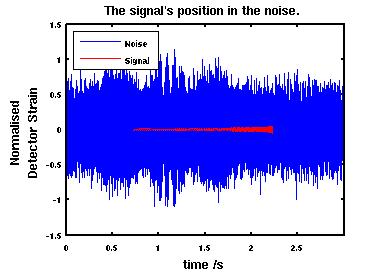 The signal's position in the noise.
Noise
Signal
Normalised
Detector Strain
1.5
1
0.5
0
-0.5
-1
-1.5
0
0.5
1
1.5
2
2.5
time /s